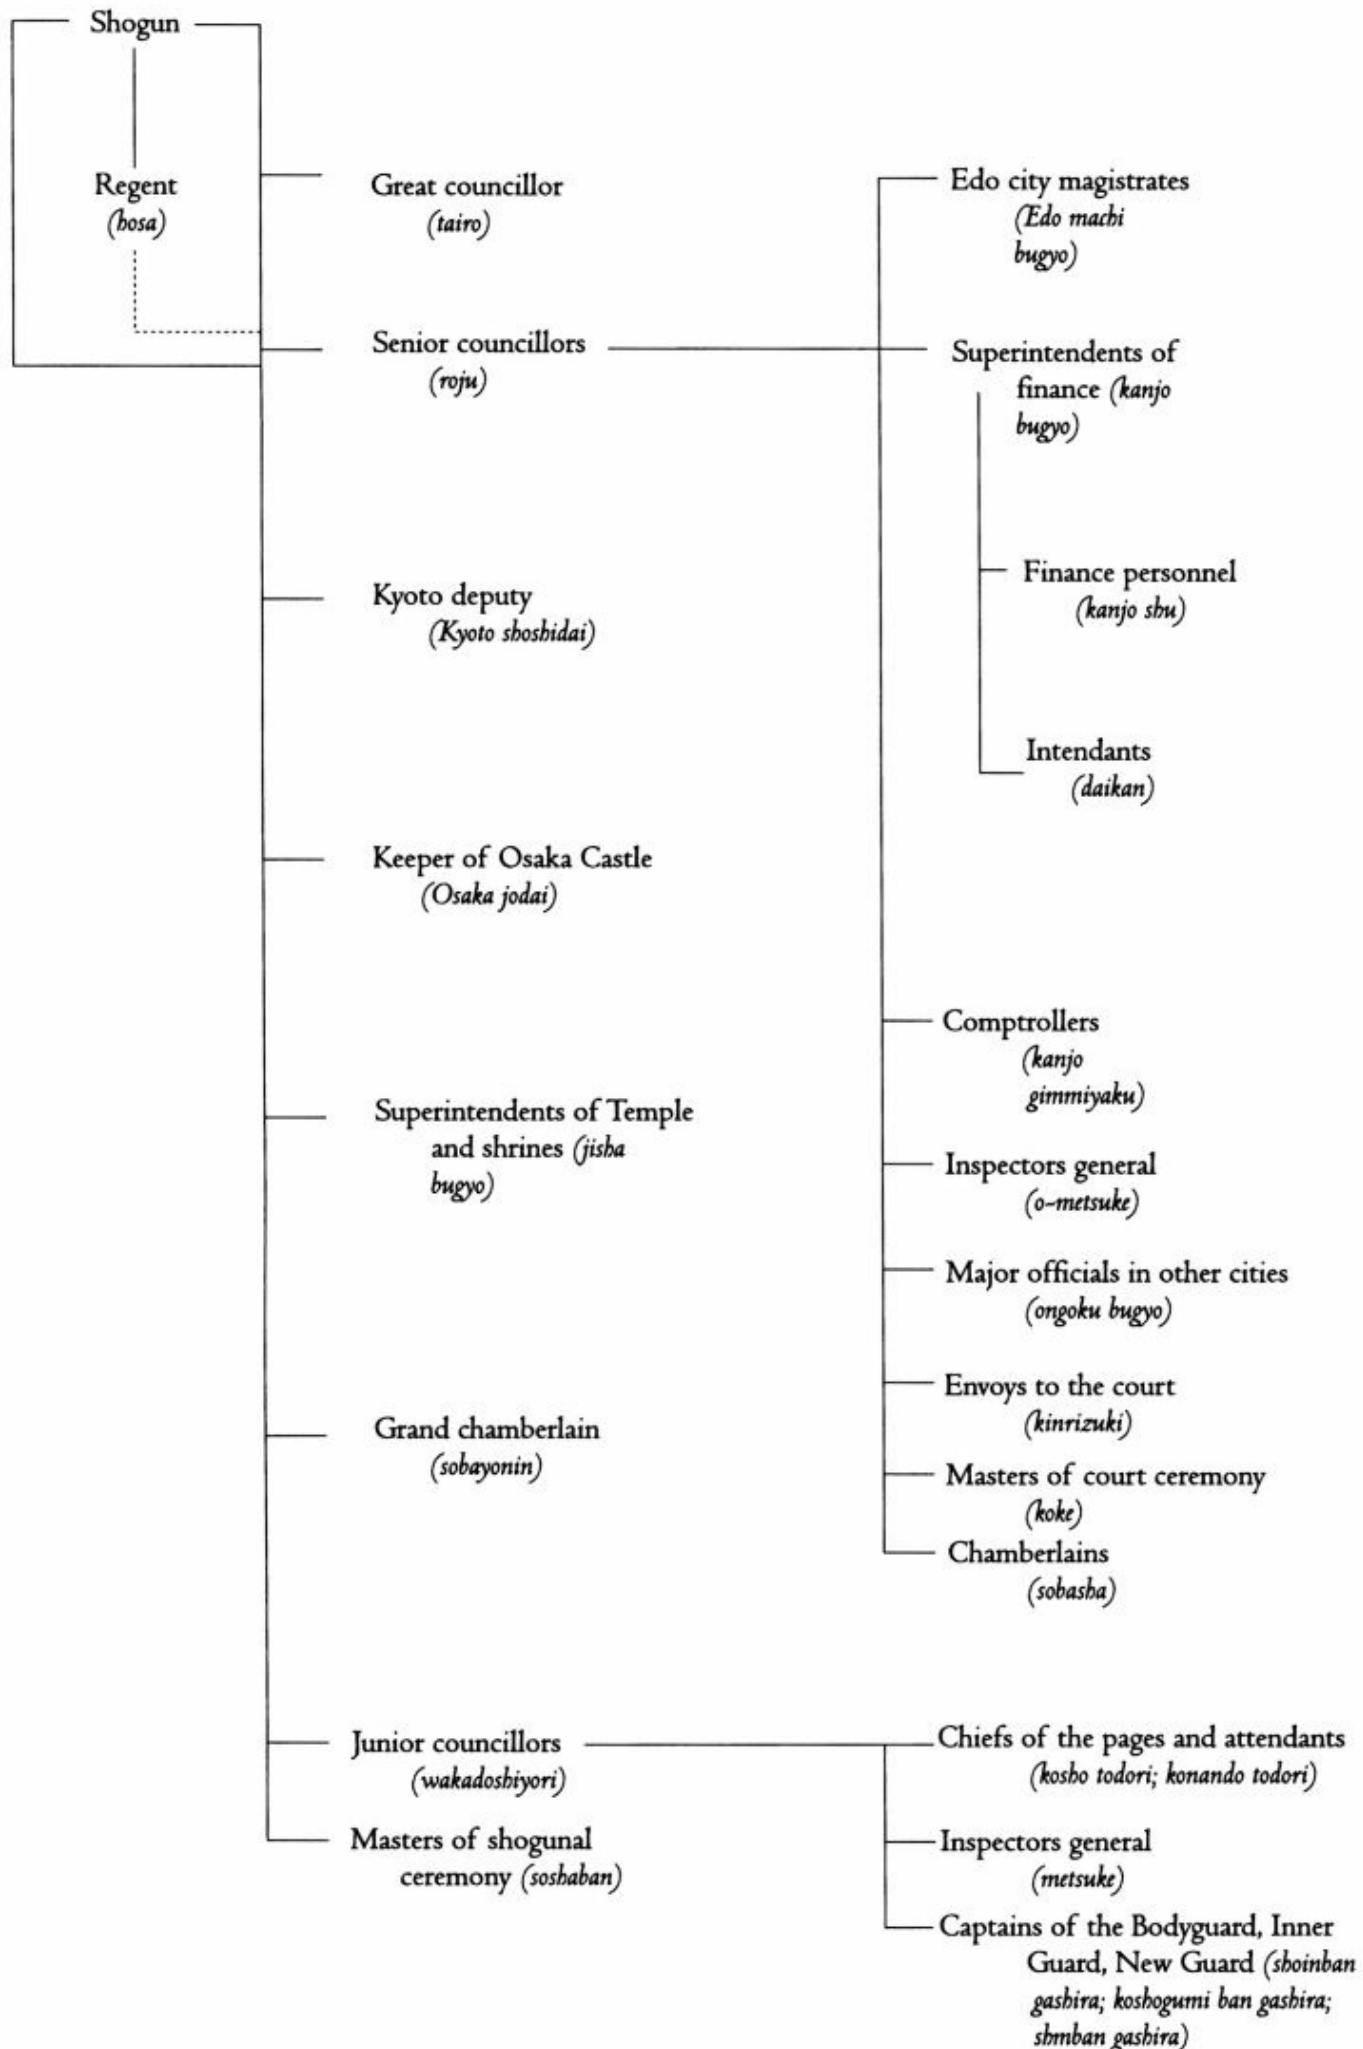 Shogun
Regent
(hosa)
Great councillor
(tairo)
Senior councillors
(roju)
Kyoto deputy
(Kyoto shoshidai)
Keeper of Osaka Castle
(Osaka jodai)
Superintendents of Temple
and shrines (jisha
bugyo)
Grand chamberlain
(sobayonin)
Junior councillors
(wakadoshiyori)
Masters of shogunal
ceremony (soshaban)
Edo city magistrates
(Edo machi
bugyo)
Superintendents of
finance (kanjo
bugyo)
Finance personnel
(kanjo shu)
Intendants
(daikan)
Comptrollers
(kanjo
gimmiyaku)
Inspectors general
(o-metsuke)
Major officials in other cities
(ongoku bugyo)
Envoys to the court
(kinrizuki)
Masters of court ceremony
(koke)
Chamberlains
(sobasha)
Chiefs of the pages and attendants
(kosho todori; konando todori)
Inspectors general
(metsuke)
Captains of the Bodyguard, Inner
Guard, New Guard (shoinban
gashira; koshogumi ban gashira;
shmban gashira)